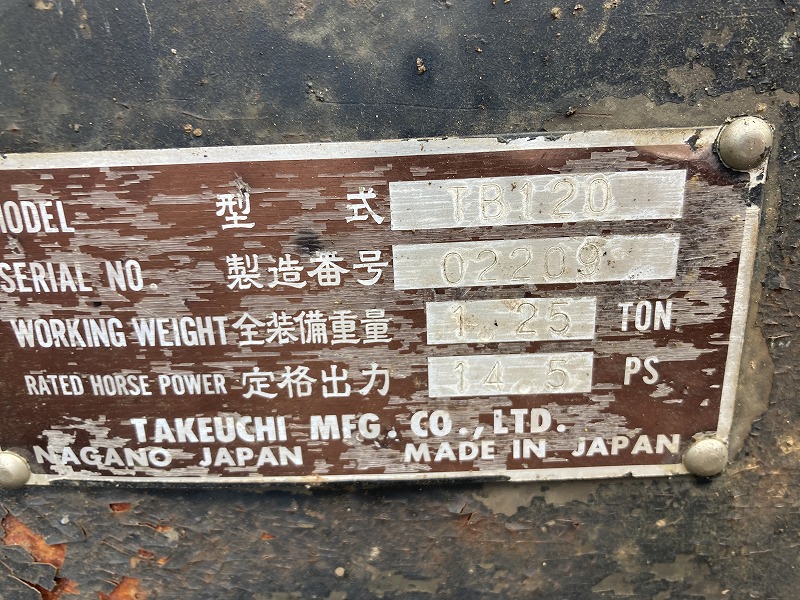 MODEL 型式 TB120
SERIAL NO. 製造番号 02209
WORKING WEIGHT 全装備重量 1.25 TON
RATED HORSE POWER 定格出力 14.5 PS
TAKEUCHI MFG. CO., LTD.
NAGANO JAPAN MADE IN JAPAN